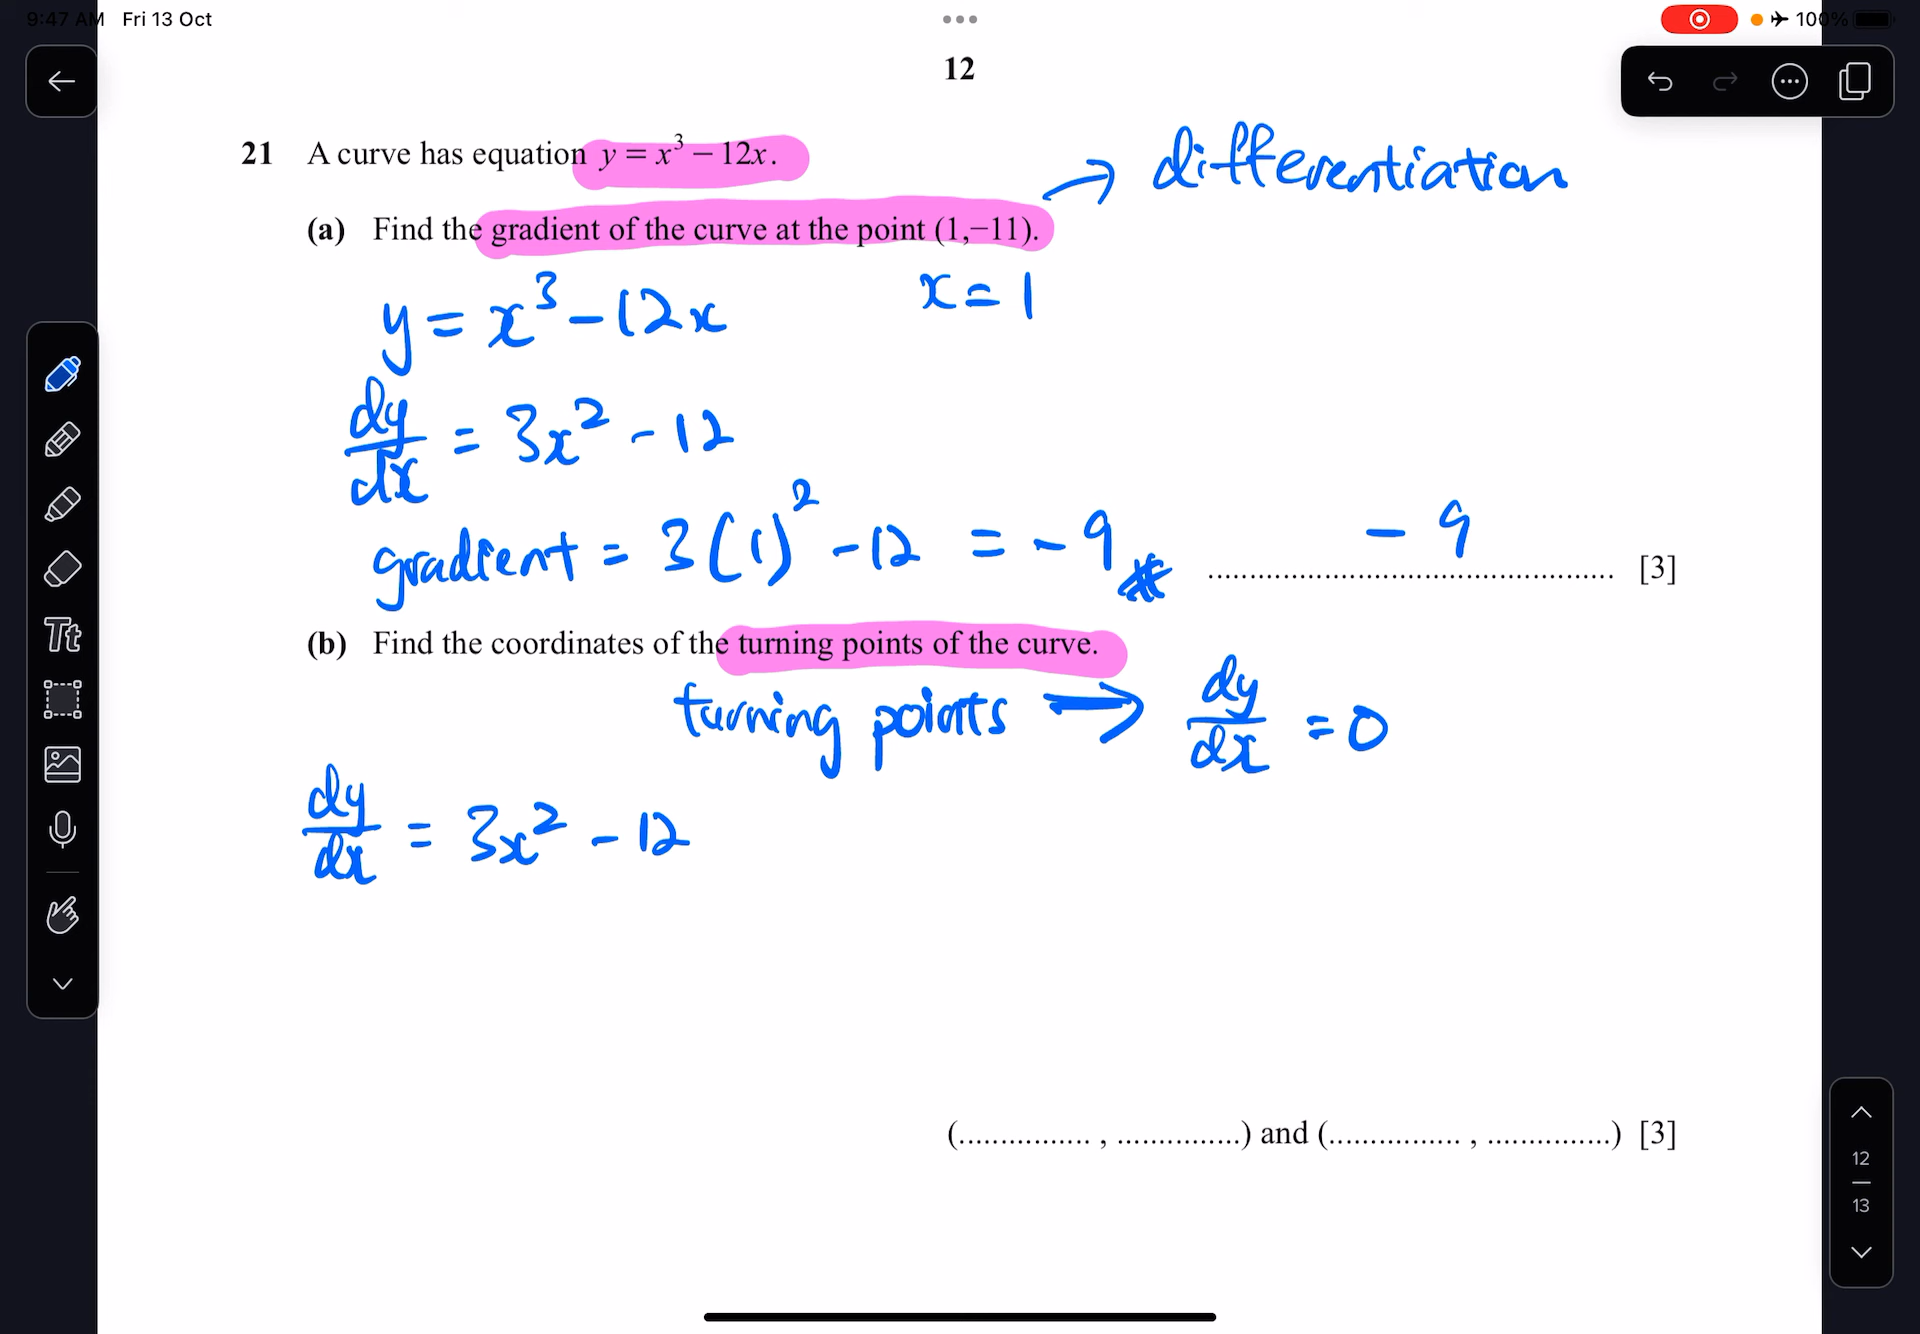 9:47 AM Fri 13 Oct
100%
12
21 A curve has equation y = x³ − 12x.
differentiation
(a) Find the gradient of the curve at the point (1,−11).
y = x³ − 12x
x = 1
dy/dx = 3x² − 12
gradient = 3(1)² − 12 = −9
− 9
.................................................. [3]
(b) Find the coordinates of the turning points of the curve.
turning points → dy/dx = 0
dy/dx = 3x² − 12
(................ , ...............) and (................ , ...............) [3]
Tt
12
13